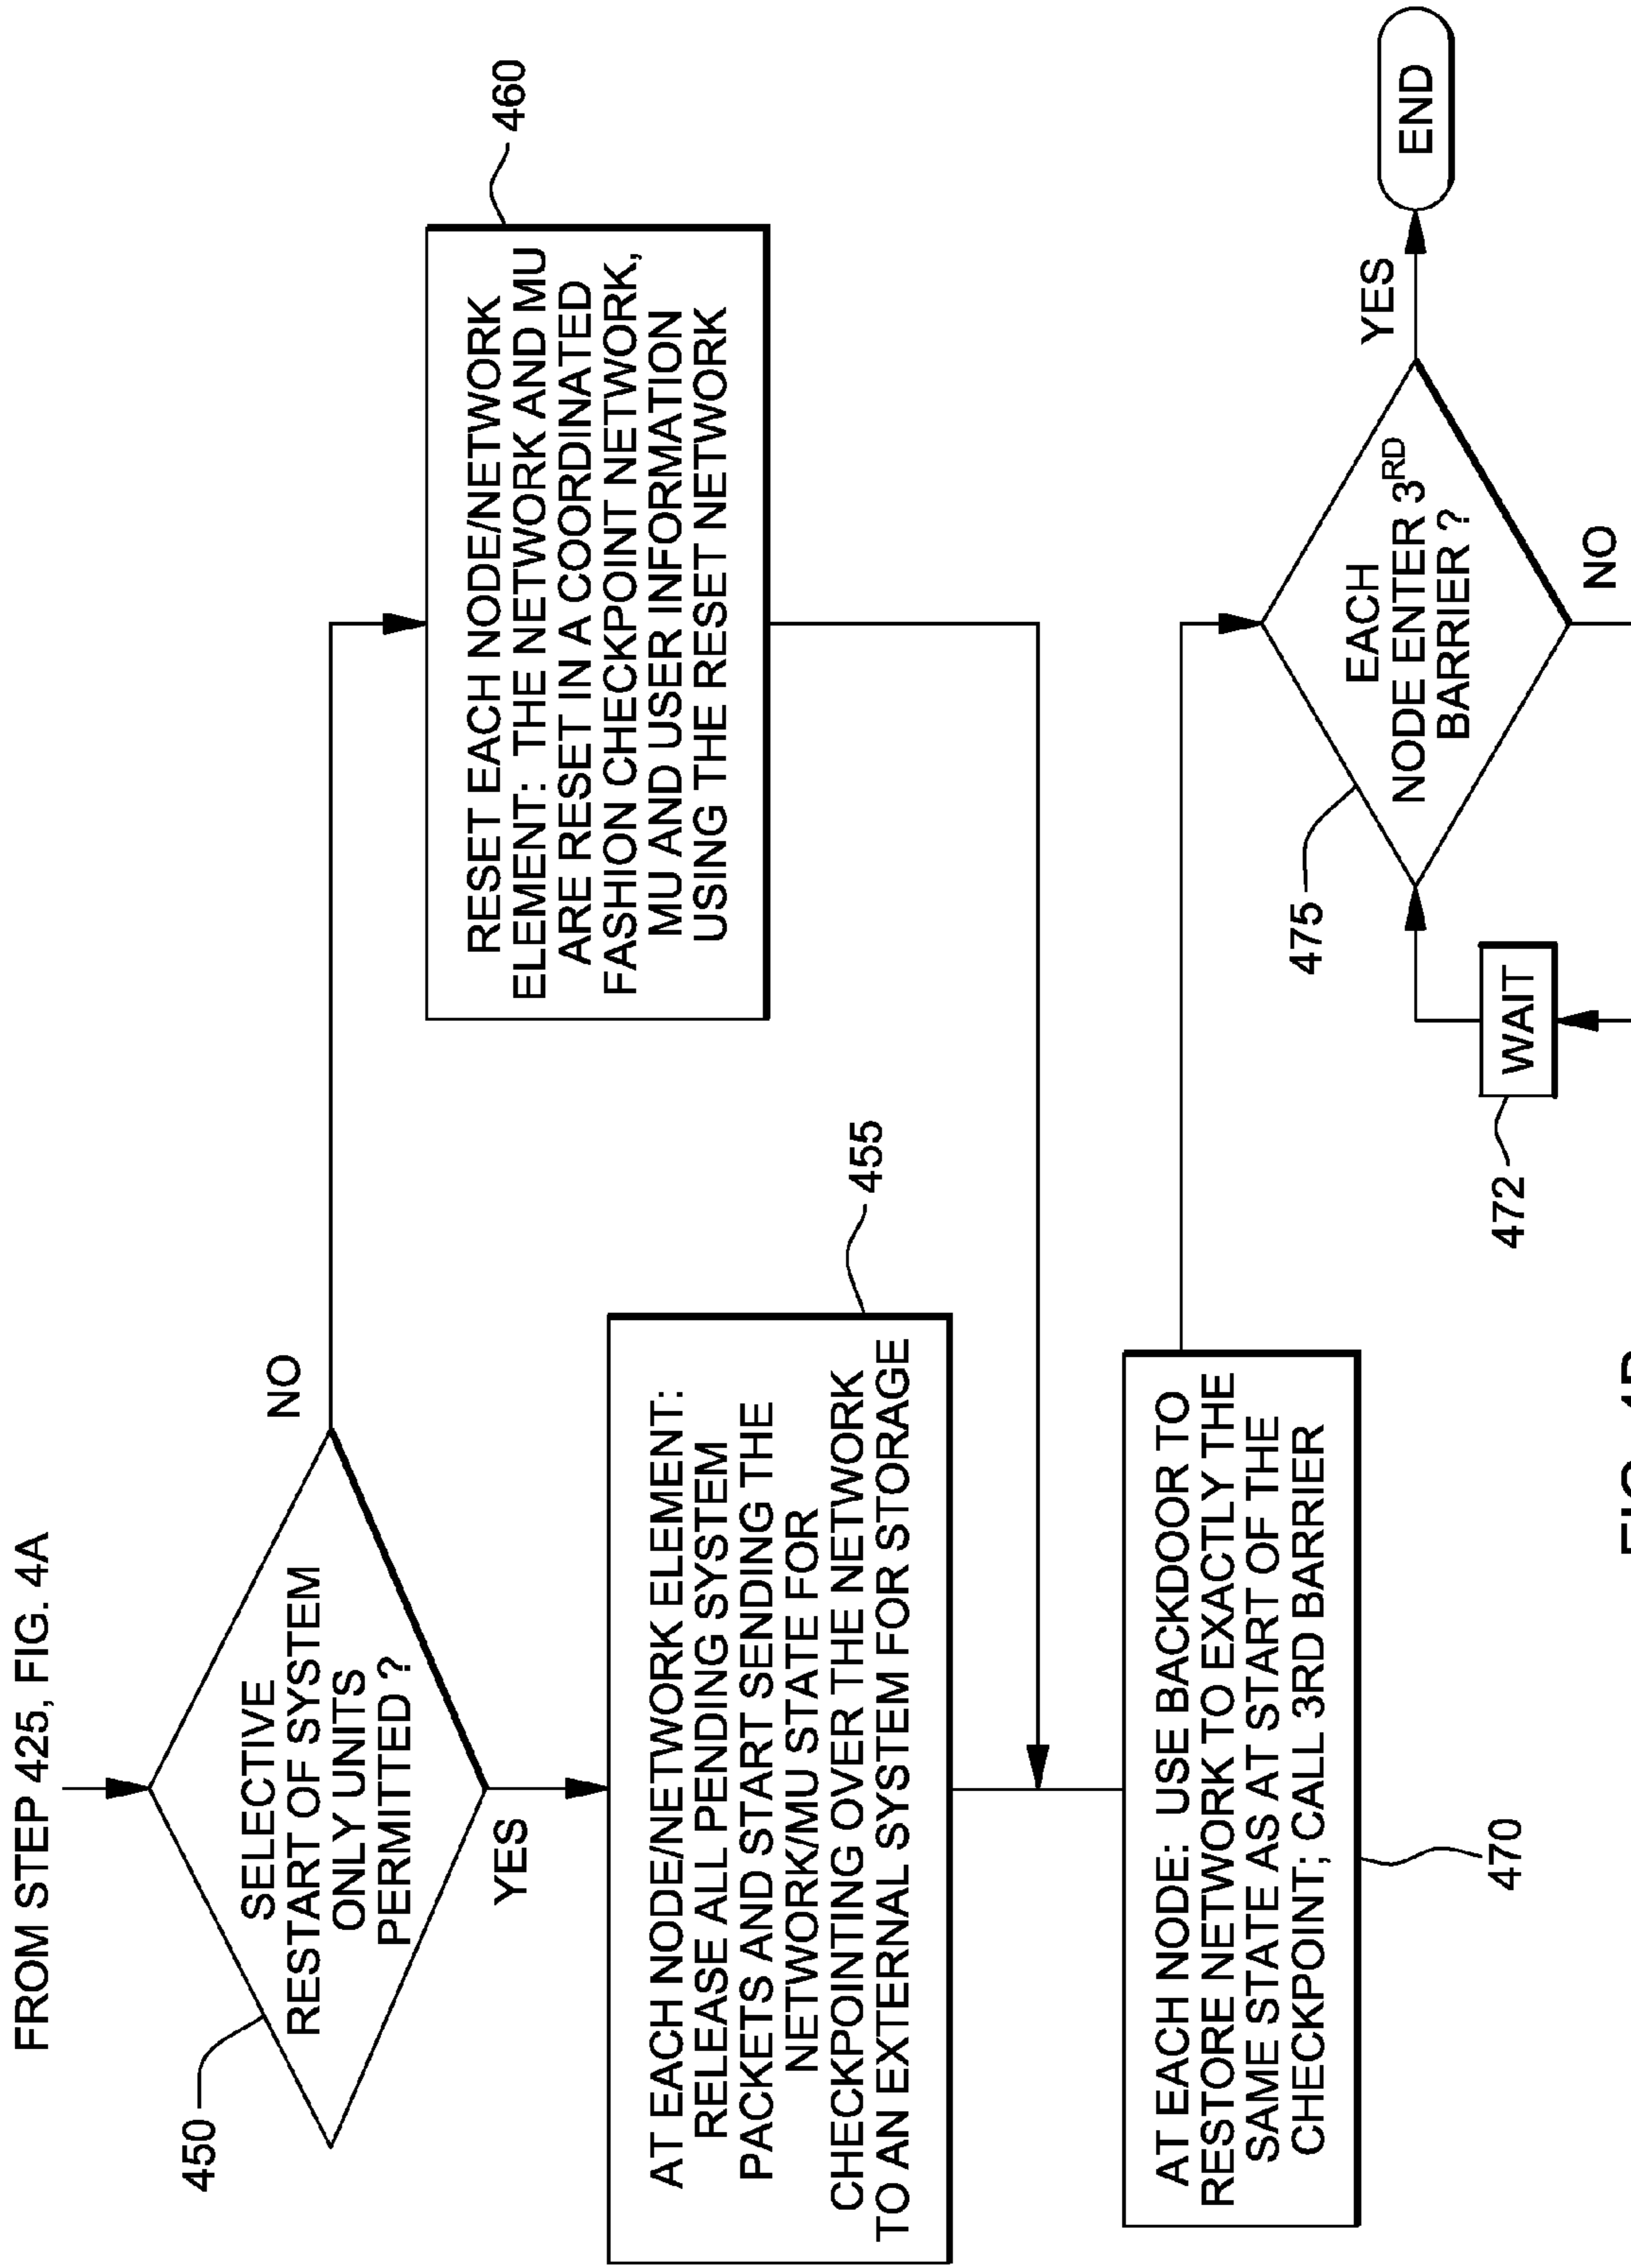 FROM STEP 425, FIG. 4A
450
SELECTIVE
RESTART OF SYSTEM
ONLY UNITS
PERMITTED ?
NO
YES
460
RESET EACH NODE/NETWORK
ELEMENT: THE NETWORK AND MU
ARE RESET IN A COORDINATED
FASHION CHECKPOINT NETWORK,
MU AND USER INFORMATION
USING THE RESET NETWORK
455
AT EACH NODE/NETWORK ELEMENT:
RELEASE ALL PENDING SYSTEM
PACKETS AND START SENDING THE
NETWORK/MU STATE FOR
CHECKPOINTING OVER THE NETWORK
TO AN EXTERNAL SYSTEM FOR STORAGE
AT EACH NODE: USE BACKDOOR TO
RESTORE NETWORK TO EXACTLY THE
SAME STATE AS AT START OF THE
CHECKPOINT; CALL 3RD BARRIER
470
475
EACH
NODE ENTER 3RD
BARRIER ?
YES
END
NO
472
WAIT